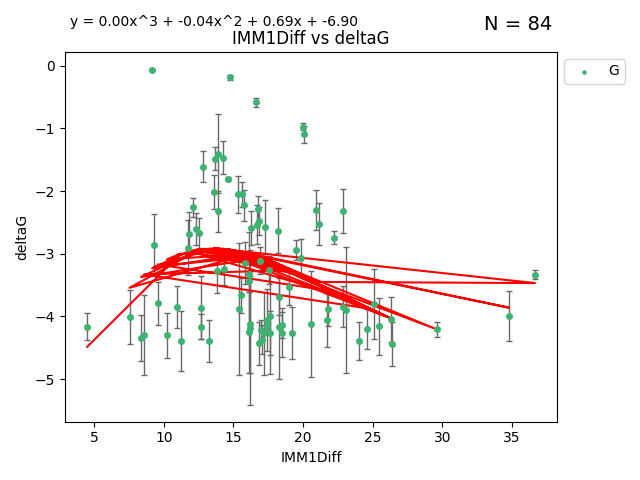 y = 0.00x^3 + -0.04x^2 + 0.69x + -6.90
N = 84
IMM1Diff vs deltaG
G
deltaG
0
−1
−2
−3
−4
−5
5 10 15 20 25 30 35
IMM1Diff